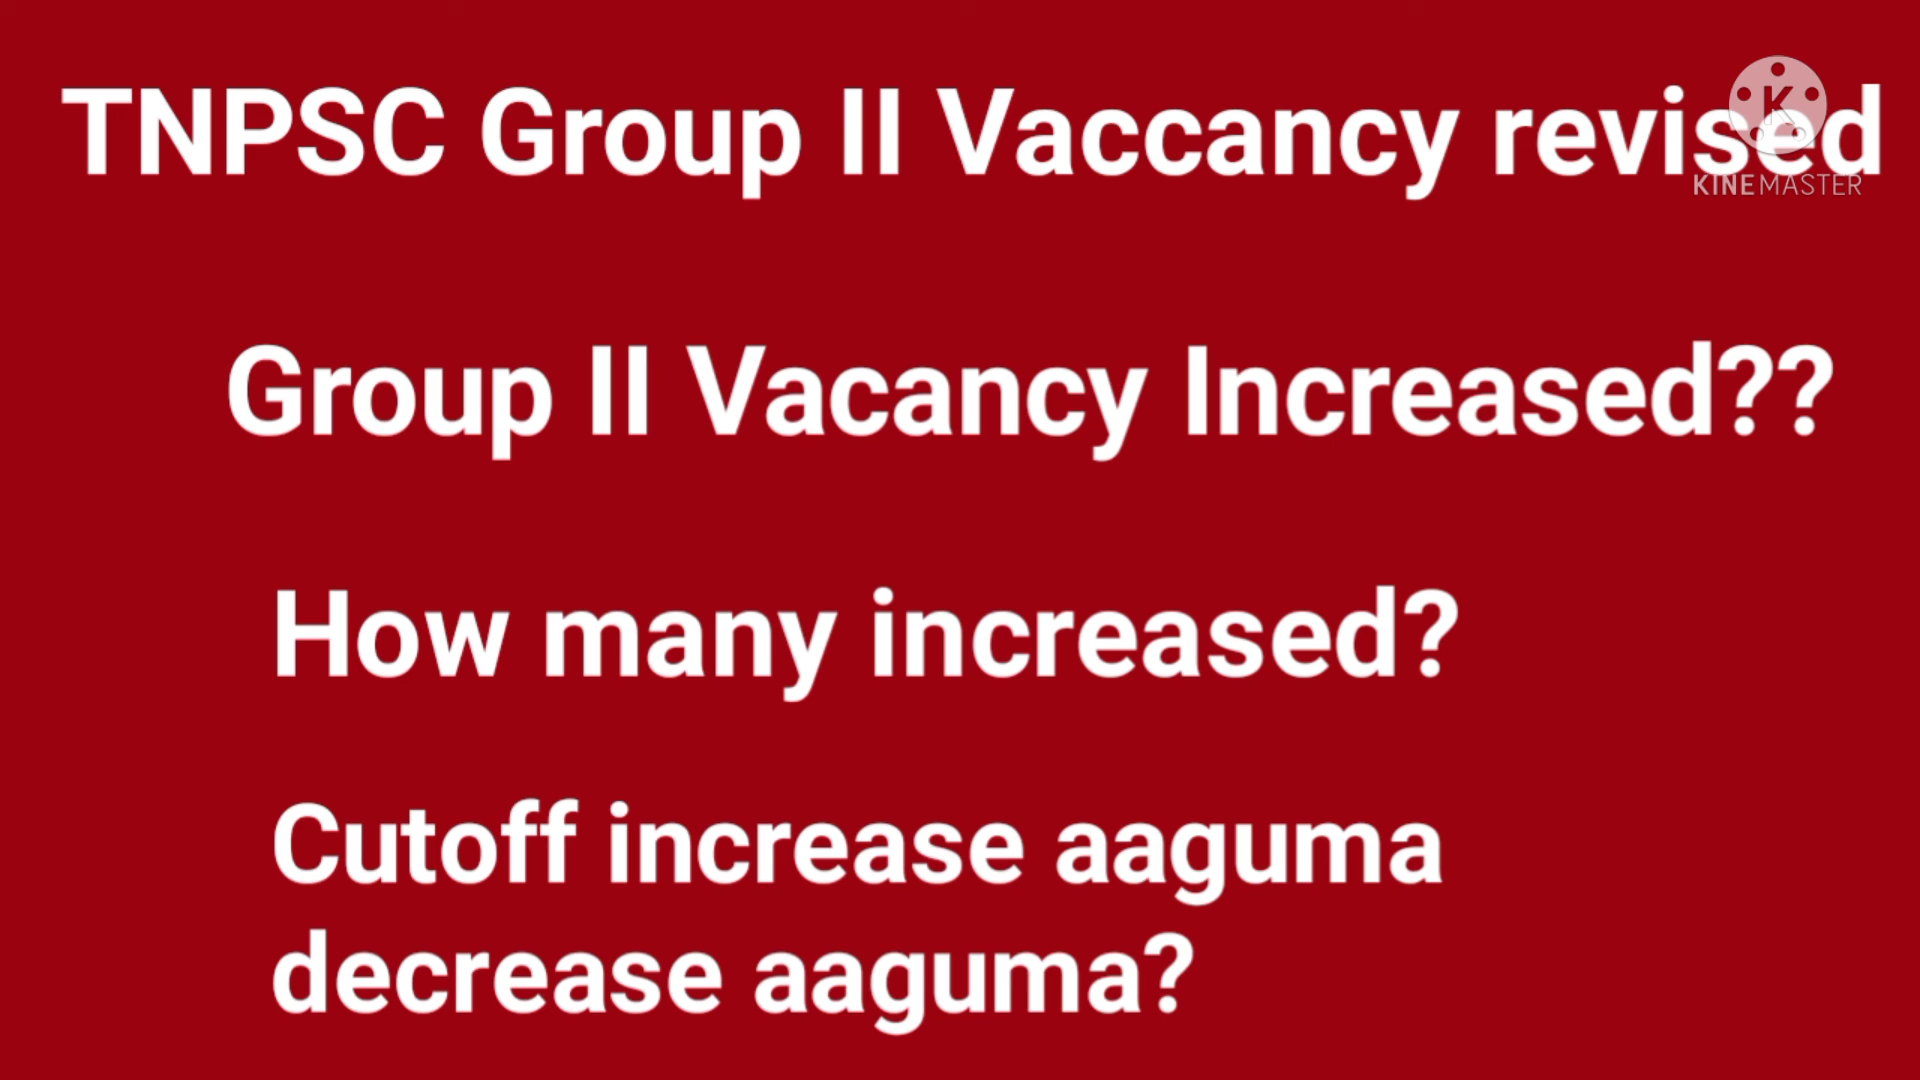 TNPSC Group II Vaccancy revised
KINEMASTER
Group II Vacancy Increased??
How many increased?
Cutoff increase aaguma
decrease aaguma?